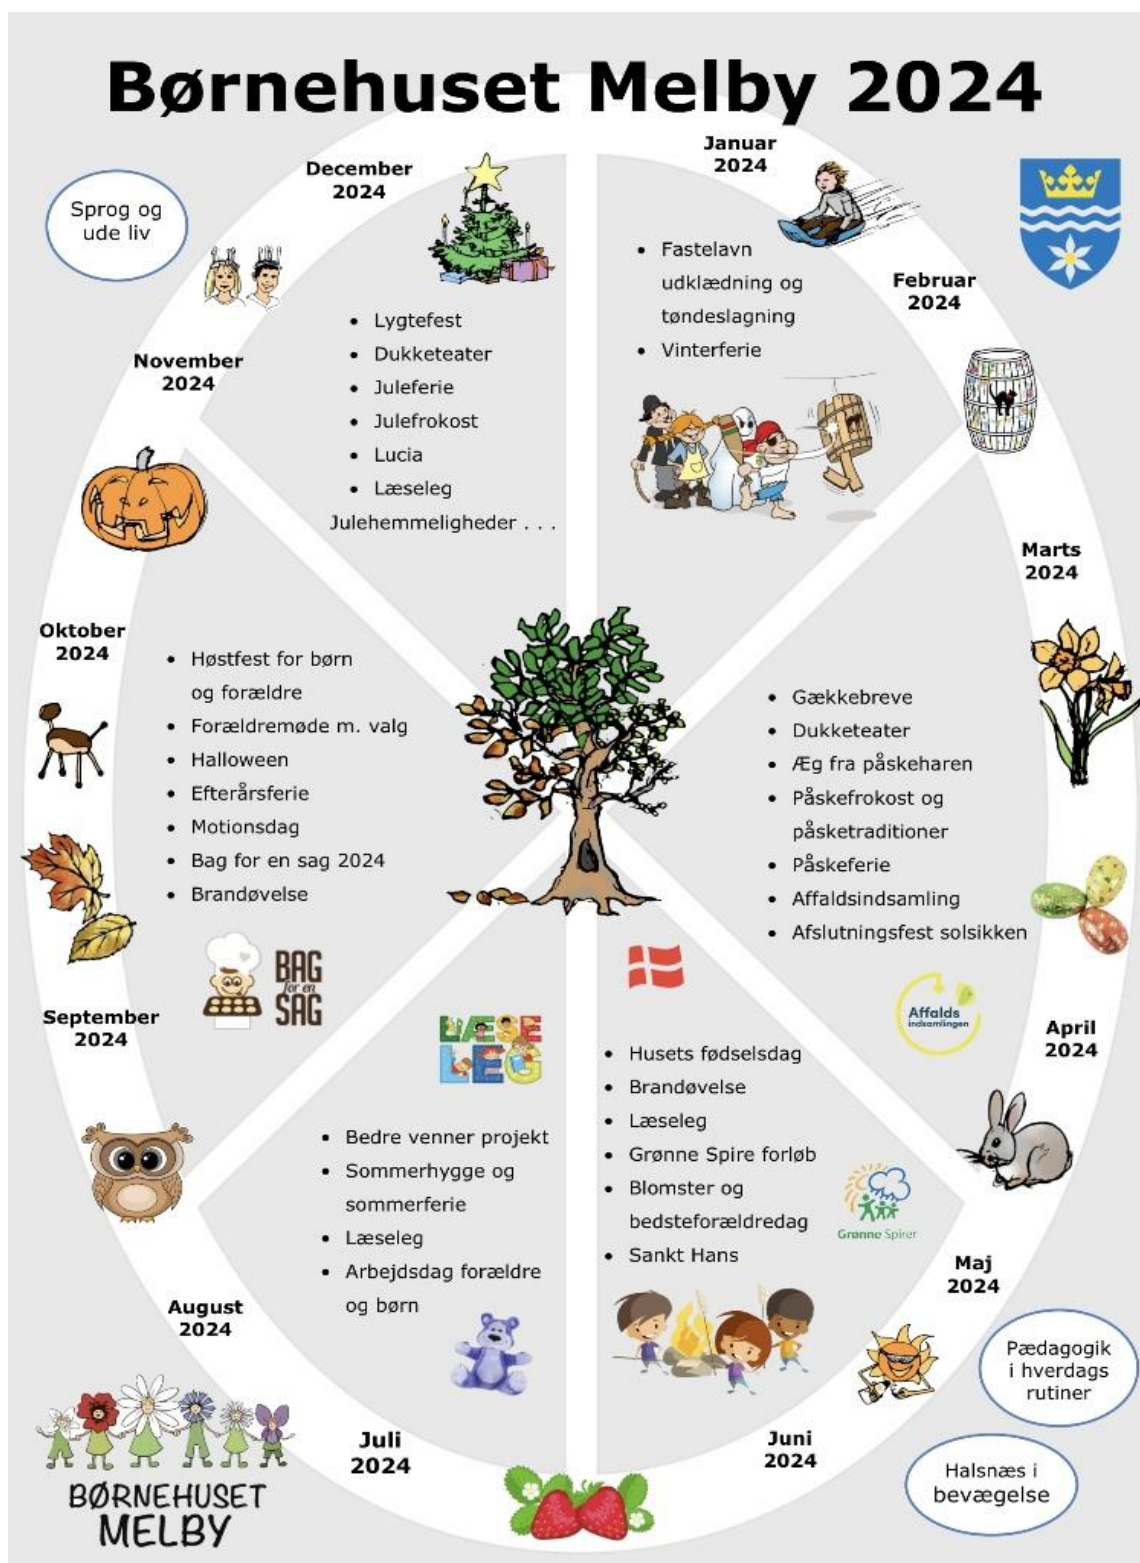 Børnehuset Melby 2024
Januar
2024
Februar
2024
Marts
2024
April
2024
Maj
2024
Juni
2024
Juli
2024
August
2024
September
2024
Oktober
2024
November
2024
December
2024
Sprog og
ude liv
• Fastelavn
udklædning og
tøndeslagning
• Vinterferie
• Gækkebreve
• Dukketeater
• Æg fra påskeharen
• Påskefrokost og
påsketraditioner
• Påskeferie
• Affaldsindsamling
• Afslutningsfest solsikken
Affalds
indsamlingen
• Husets fødselsdag
• Brandøvelse
• Læseleg
• Grønne Spire forløb
• Blomster og
bedsteforældredag
• Sankt Hans
Grønne Spirer
LÆSE
LEG
• Bedre venner projekt
• Sommerhygge og
sommerferie
• Læseleg
• Arbejdsdag forældre
og børn
• Høstfest for børn
og forældre
• Forældremøde m. valg
• Halloween
• Efterårsferie
• Motionsdag
• Bag for en sag 2024
• Brandøvelse
BAG
for en
SAG
• Lygtefest
• Dukketeater
• Juleferie
• Julefrokost
• Lucia
• Læseleg
Julehemmeligheder . . .
Pædagogik
i hverdags
rutiner
Halsnæs i
bevægelse
BØRNEHUSET
MELBY